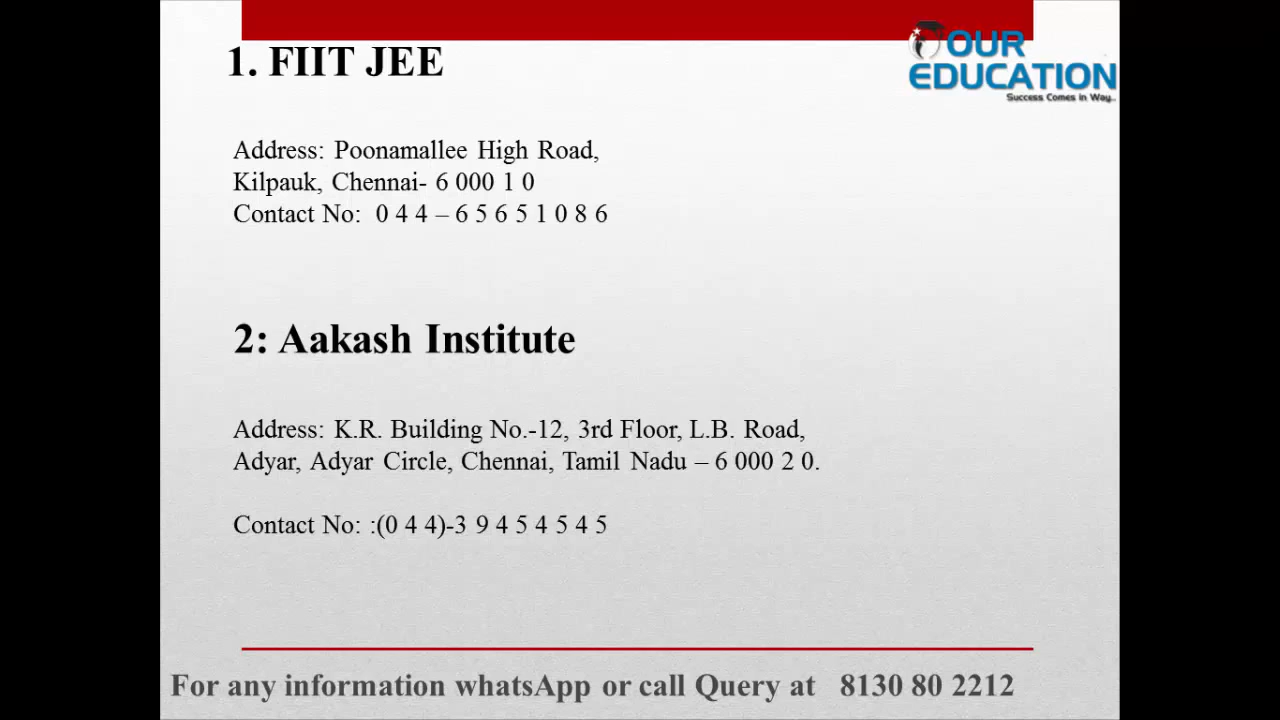 OUR
EDUCATION
Success Comes in Way..
1. FIIT JEE
Address: Poonamallee High Road,
Kilpauk, Chennai- 6 000 1 0
Contact No: 0 4 4 – 6 5 6 5 1 0 8 6
2: Aakash Institute
Address: K.R. Building No.-12, 3rd Floor, L.B. Road,
Adyar, Adyar Circle, Chennai, Tamil Nadu – 6 000 2 0.
Contact No: :(0 4 4)-3 9 4 5 4 5 4 5
For any information whatsApp or call Query at 8130 80 2212